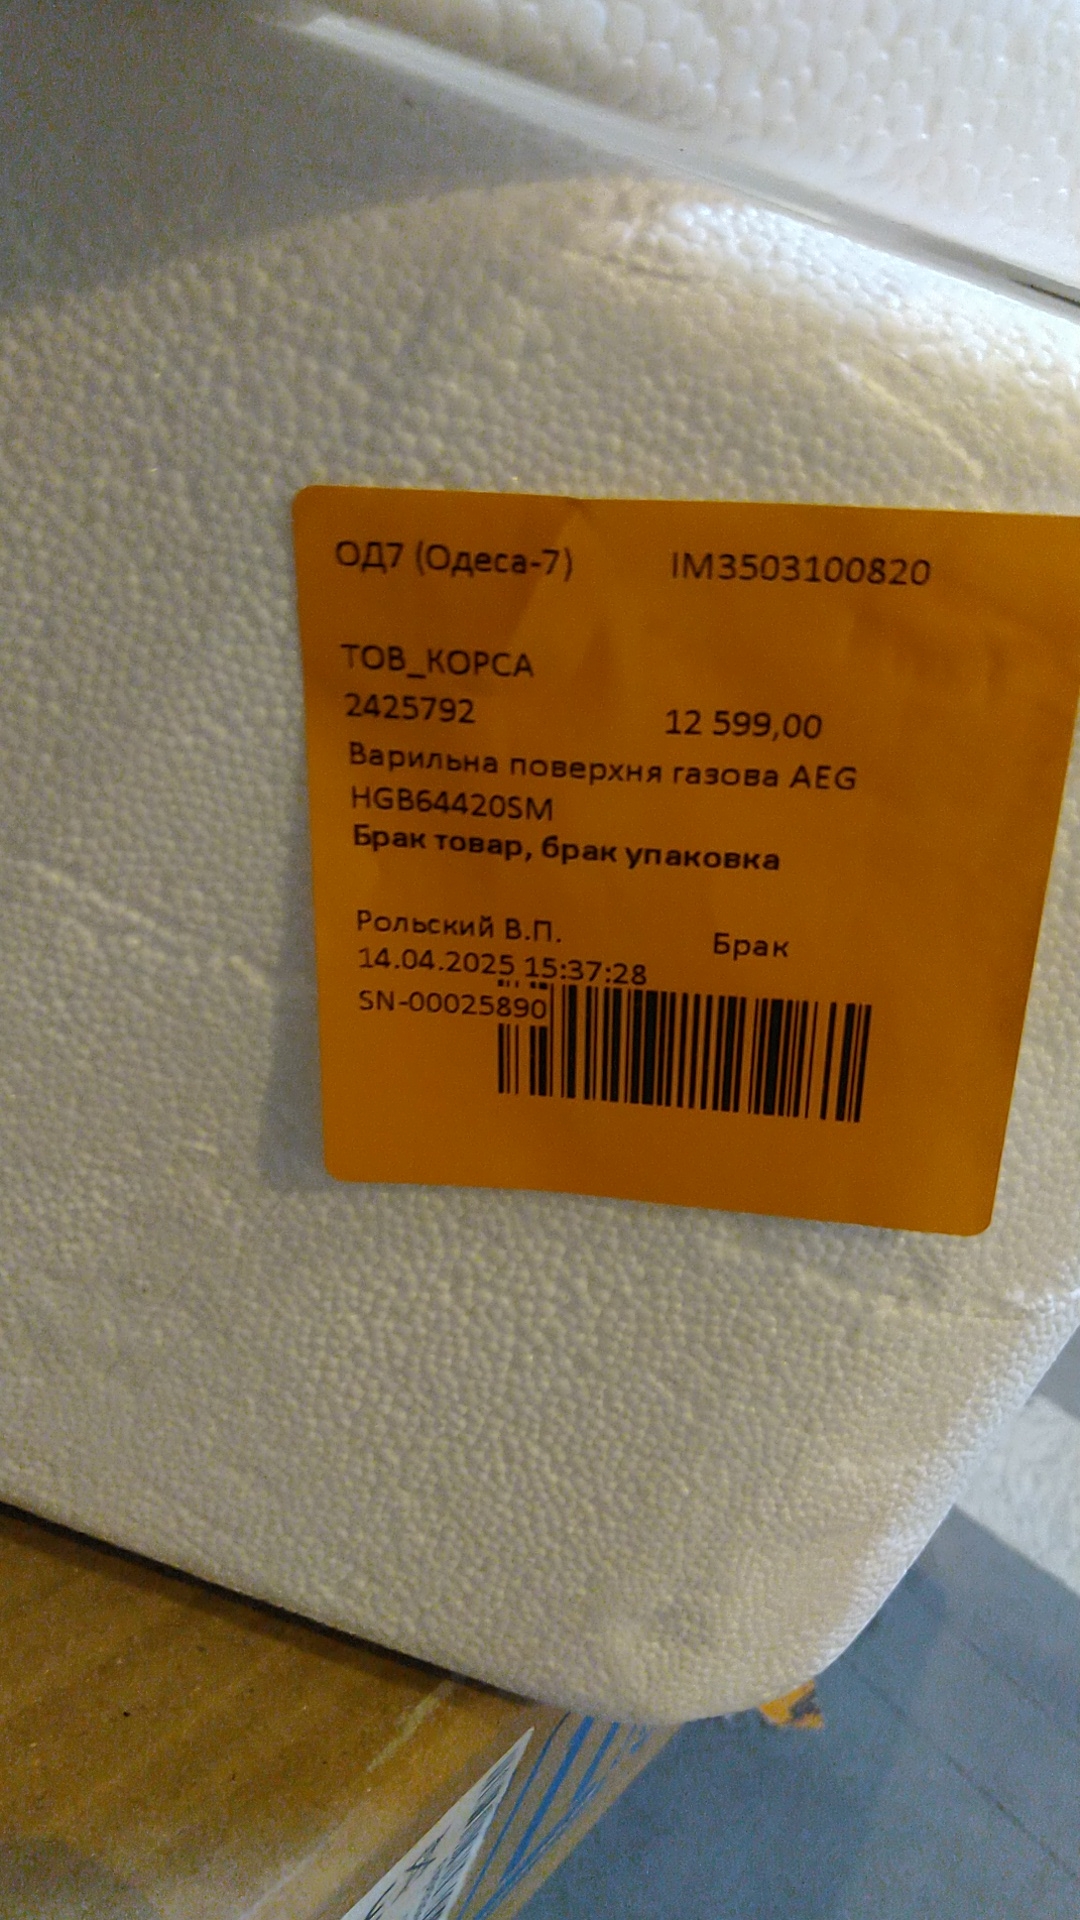 ОД7 (Одеса-7) IM3503100820
ТОВ_КОРСА
2425792 12 599,00
Варильна поверхня газова AEG
HGB64420SM
Брак товар, брак упаковка
Рольский В.П. Брак
14.04.2025 15:37:28
SN-00025890